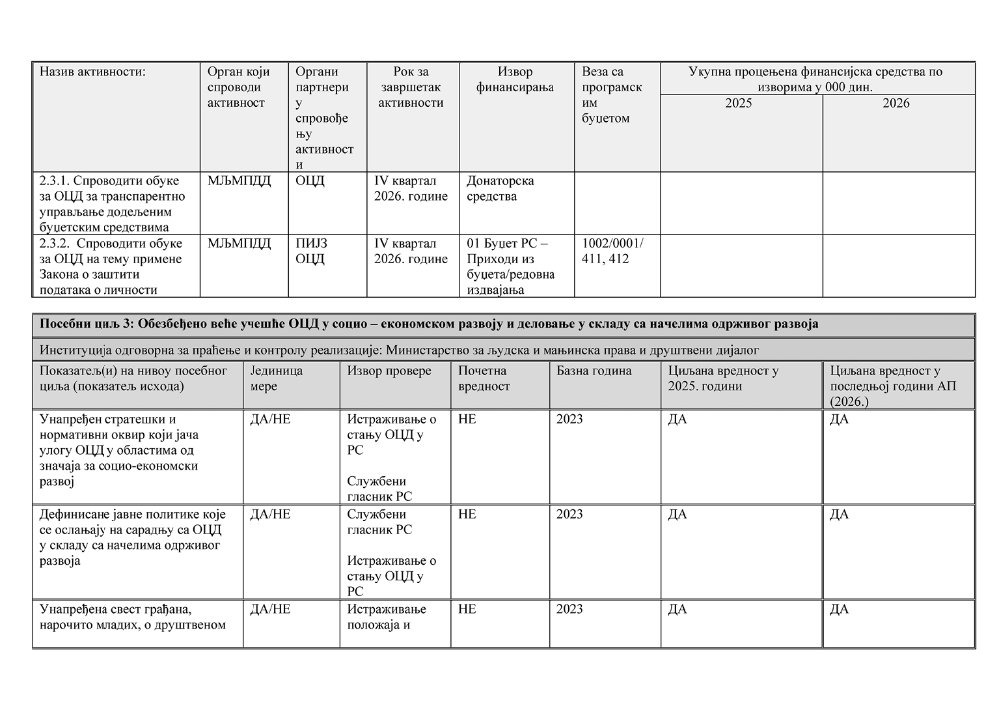 Назив активности:
Орган који
спроводи
активност
Органи
партнери
у
спровође
њу
активност
и
Рок за
завршетак
активности
Извор
финансирања
Веза са
програмск
им
буџетом
Укупна процењена финансијска средства по
изворима у 000 дин.
2025
2026
2.3.1. Спроводити обуке
за ОЦД за транспарентно
управљање додељеним
буџетским средствима
МЉМПДД
ОЦД
IV квартал
2026. године
Донаторска
средства
2.3.2. Спроводити обуке
за ОЦД на тему примене
Закона о заштити
података о личности
МЉМПДД
ПИЈЗ
ОЦД
IV квартал
2026. године
01 Буџет РС –
Приходи из
буџета/редовна
издвајања
1002/0001/
411, 412
Посебни циљ 3: Обезбеђено веће учешће ОЦД у социо – економском развоју и деловање у складу са начелима одрживог развоја
Институција одговорна за праћење и контролу реализације: Министарство за људска и мањинска права и друштвени дијалог
Показатељ(и) на нивоу посебног
циља (показатељ исхода)
Јединица
мере
Извор провере
Почетна
вредност
Базна година
Циљана вредност у
2025. години
Циљана вредност у
последњој години АП
(2026.)
Унапређен стратешки и
нормативни оквир који јача
улогу ОЦД у областима од
значаја за социо-економски
развој
ДА/НЕ
Истраживање о
стању ОЦД у
РС
Службени
гласник РС
НЕ
2023
ДА
ДА
Дефинисане јавне политике које
се ослањају на сарадњу са ОЦД
у складу са начелима одрживог
развоја
ДА/НЕ
Службени
гласник РС
Истраживање о
стању ОЦД у
РС
НЕ
2023
ДА
ДА
Унапређена свест грађана,
нарочито младих, о друштвеном
ДА/НЕ
Истраживање
положаја и
НЕ
2023
ДА
ДА